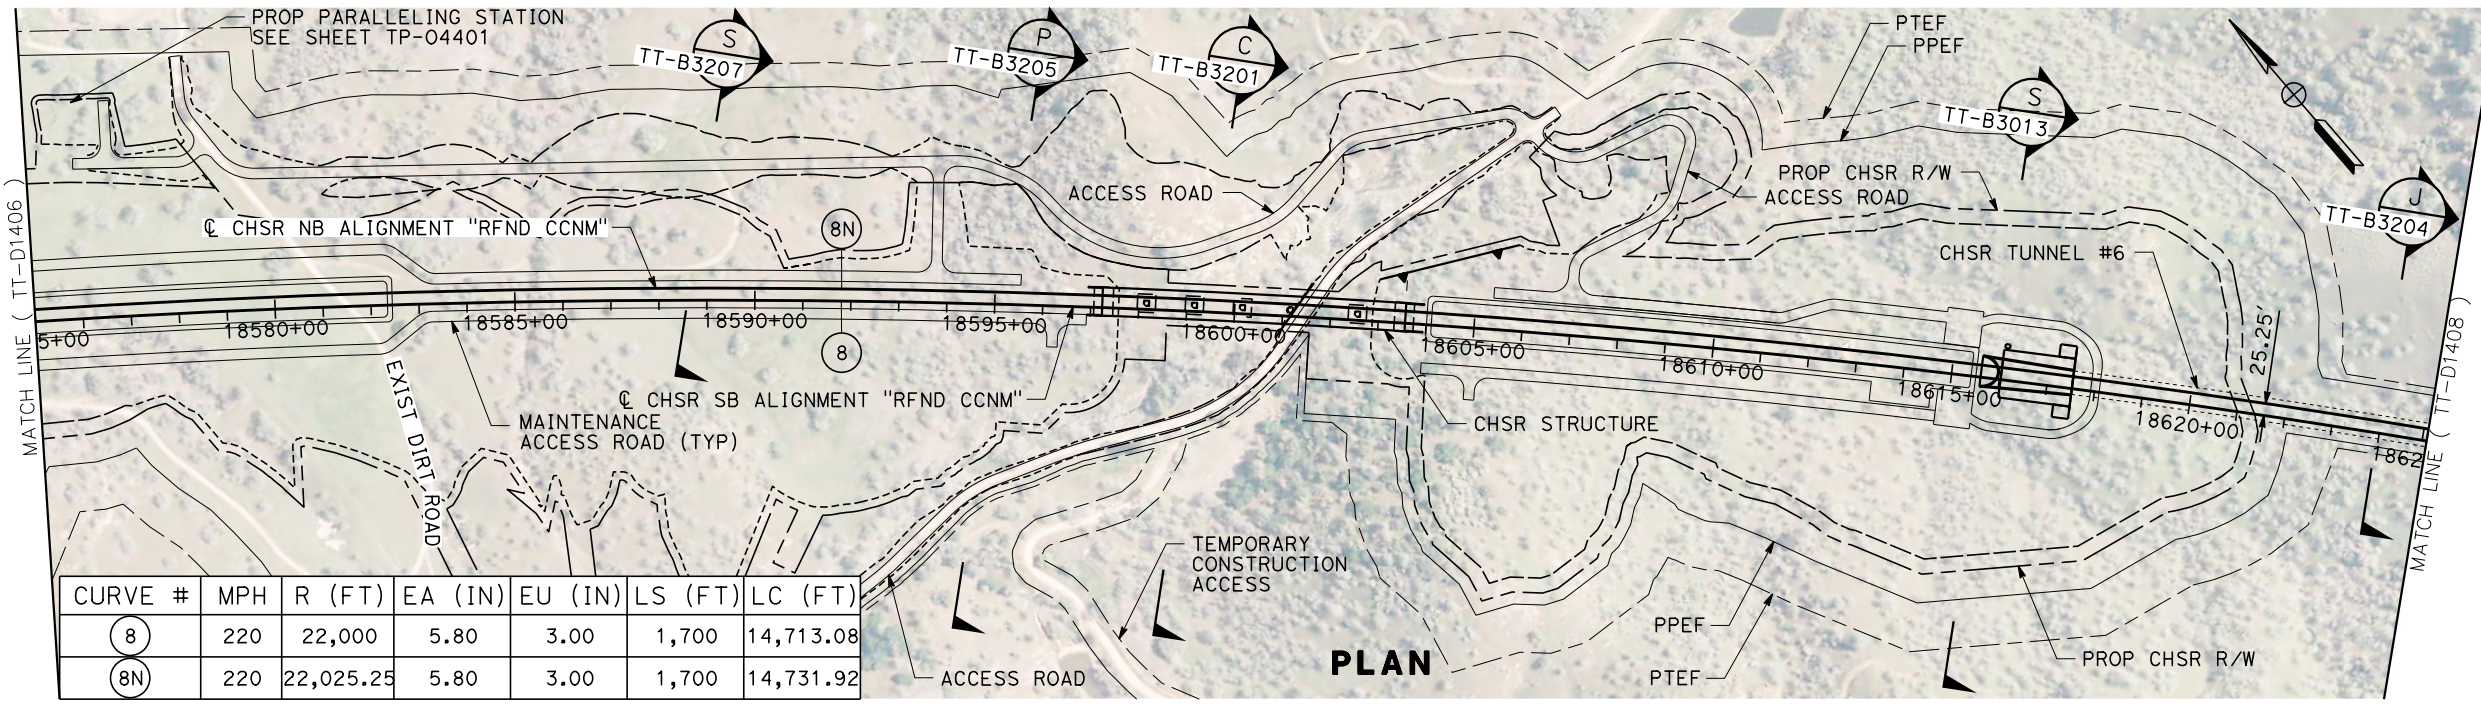 PROP PARALLELING STATION
SEE SHEET TP-04401
S
TT-B3207
P
TT-B3205
C
TT-B3201
PTEF
PPEF
S
TT-B3013
J
TT-B3204
MATCH LINE ( TT-D1406 )
℄ CHSR NB ALIGNMENT "RFND CCNM"
8N
ACCESS ROAD
PROP CHSR R/W
ACCESS ROAD
CHSR TUNNEL #6
25.25'
5+00
18580+00
18585+00
18590+00
18595+00
18600+00
18605+00
18610+00
18615+00
18620+00
1862
8
EXIST DIRT ROAD
MAINTENANCE
ACCESS ROAD (TYP)
℄ CHSR SB ALIGNMENT "RFND CCNM"
CHSR STRUCTURE
MATCH LINE ( TT-D1408 )
TEMPORARY
CONSTRUCTION
ACCESS
PPEF
PTEF
PROP CHSR R/W
ACCESS ROAD
PLAN
CURVE # MPH R (FT) EA (IN) EU (IN) LS (FT) LC (FT)
8 220 22,000 5.80 3.00 1,700 14,713.08
8N 220 22,025.25 5.80 3.00 1,700 14,731.92